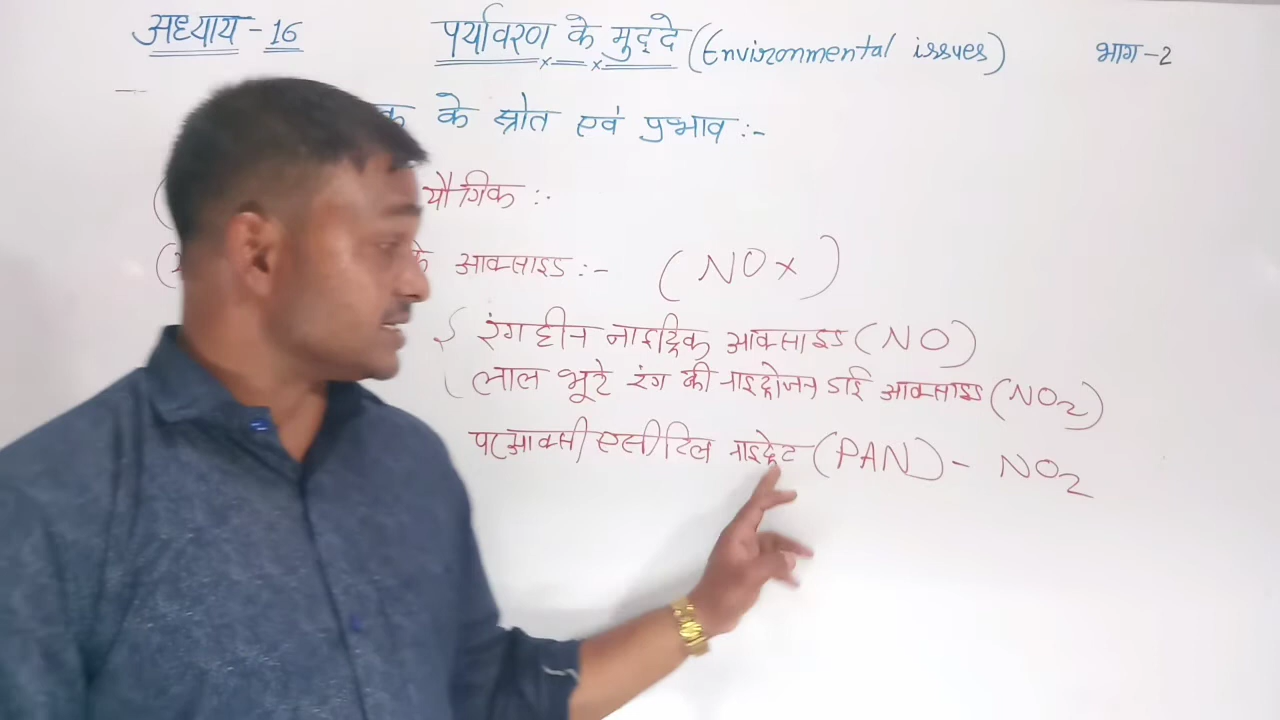 अध्याय - 16 पर्यावरण के मुद्दे (Environmental issues) भाग - 2
के स्रोत एवं प्रभाव :-
यौगिक :-
आक्साइड :- (NOx)
रंगहीन नाइट्रिक आक्साइड (NO)
लाल भूरे रंग की नाइट्रोजन डाई आक्साइड (NO₂)
परआक्सी एसीटिल नाइट्रेट (PAN) - NO₂